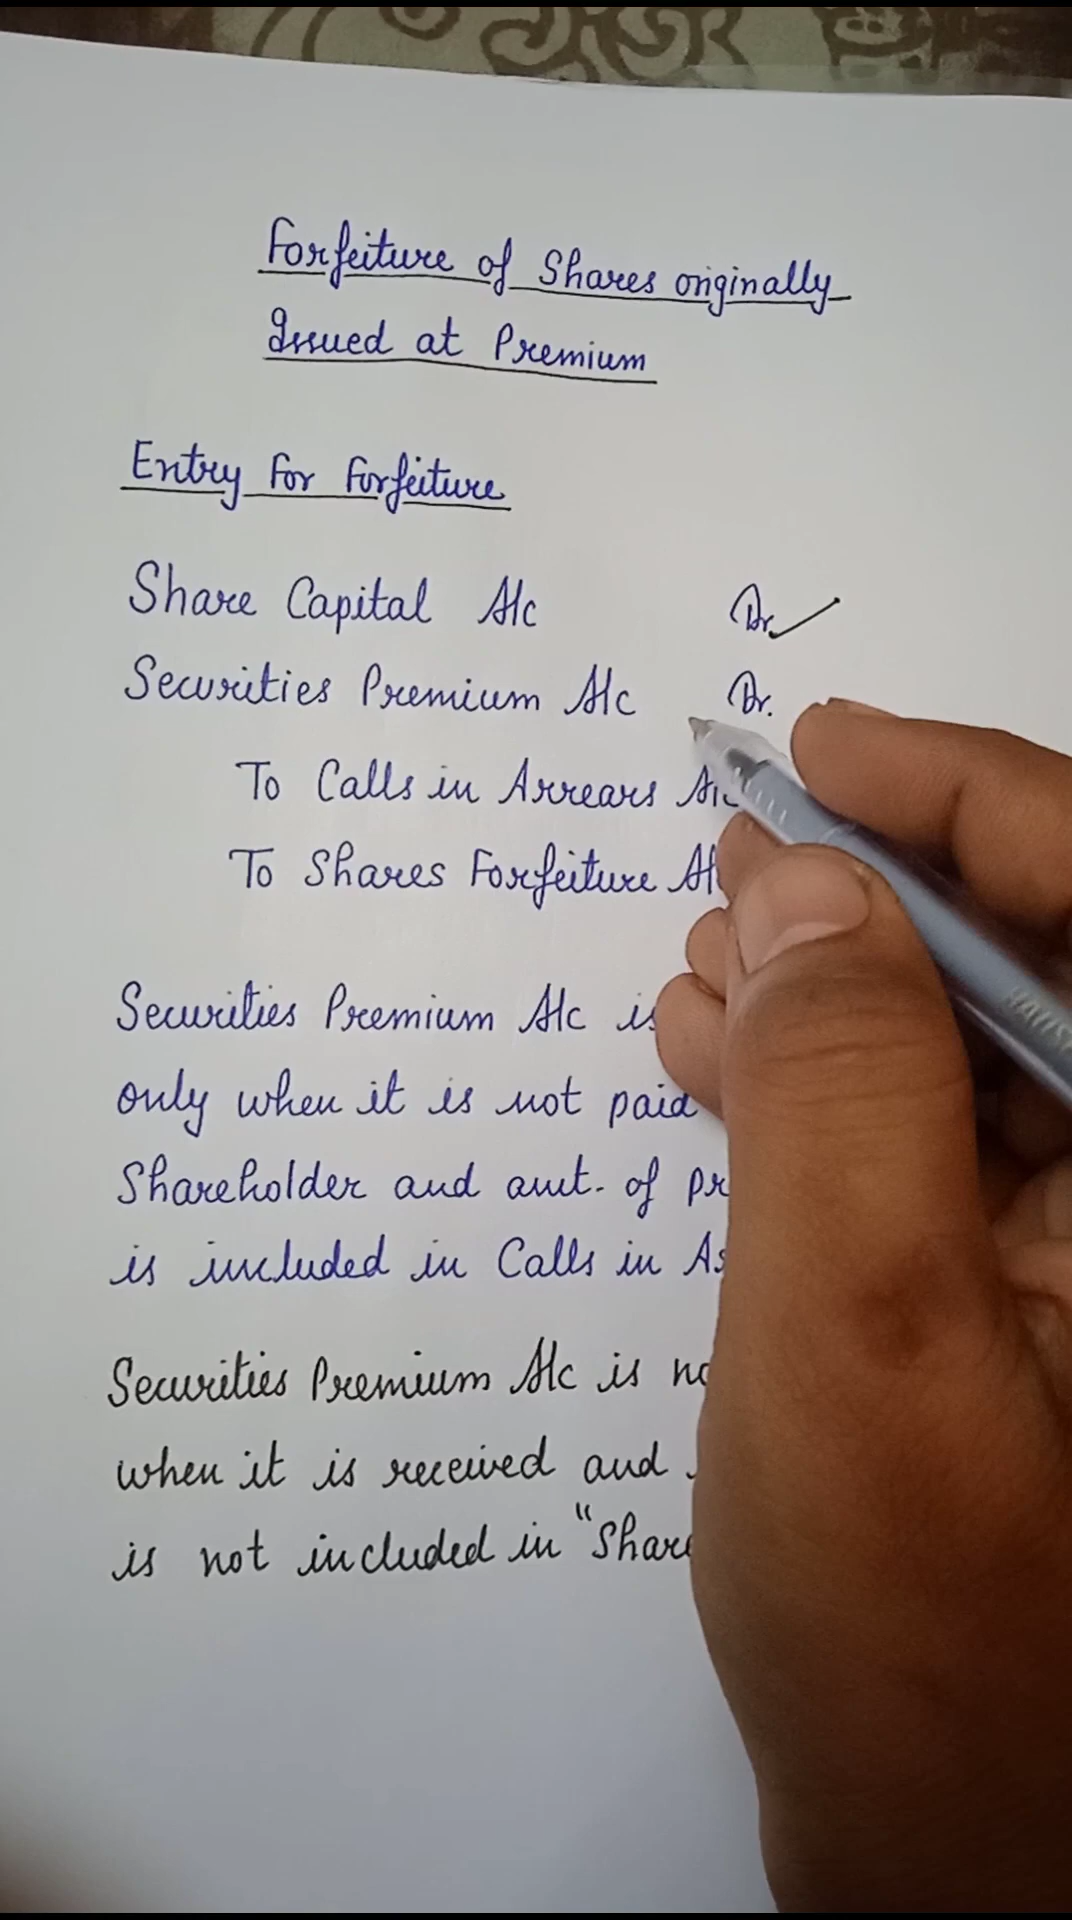 Forfeiture of Shares originally
Issued at Premium
Entry For Forfeiture
Share Capital A/c Dr.
Securities Premium A/c Dr.
To Calls in Arrears A/c
To Shares Forfeiture
Securities Premium A/c is
only when it is not paid
Shareholder and amt. of
is included in Calls in
Securities Premium A/c is
when it is received and
is not included in "Share